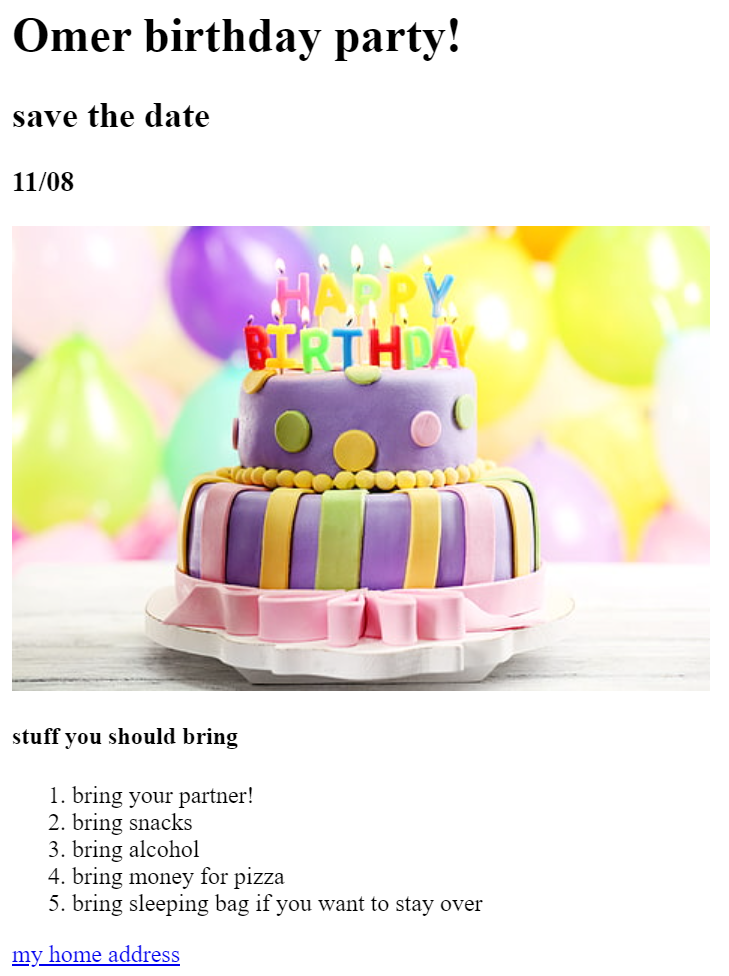 Omer birthday party!
save the date
11/08
HAPPY
BIRTHDAY
stuff you should bring
1. bring your partner!
2. bring snacks
3. bring alcohol
4. bring money for pizza
5. bring sleeping bag if you want to stay over
my home address